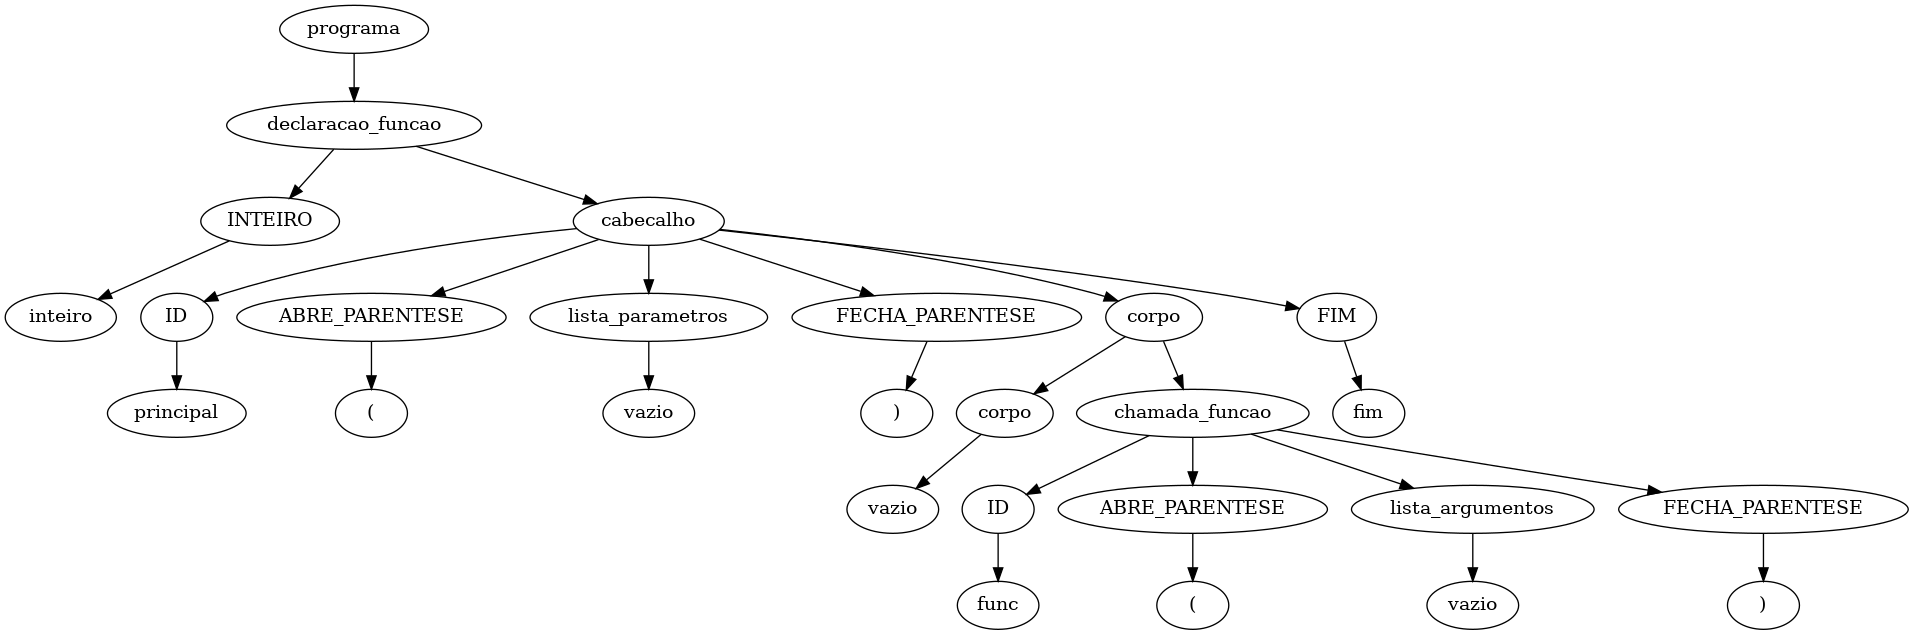 programa
declaracao_funcao
INTEIRO
cabecalho
inteiro
ID
ABRE_PARENTESE
lista_parametros
FECHA_PARENTESE
corpo
FIM
principal
(
vazio
)
corpo
chamada_funcao
fim
vazio
ID
ABRE_PARENTESE
lista_argumentos
FECHA_PARENTESE
func
(
vazio
)